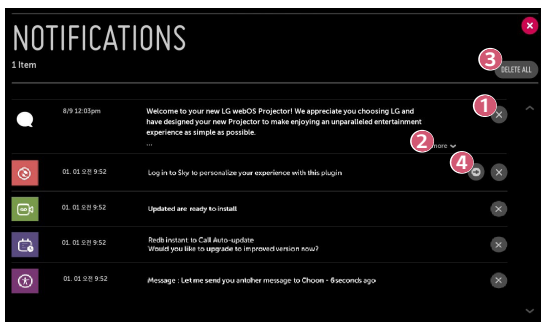 NOTIFICATIONS
1 Item
3
DELETE ALL
8/9 12:03pm
Welcome to your new LG webOS Projector! We appreciate you choosing LG and
have designed your new Projector to make enjoying an unparalleled entertainment
experience as simple as possible.
...
1
2
more
4
01. 01 오전 9:52
Log in to Sky to personalize your experience with this plugin
01. 01 오전 9:52
Updated are ready to install
01. 01 오전 9:52
Redb instant to Call Auto-update
Would you like to upgrade to improved version now?
01. 01 오전 9:52
Message : Let me send you antoher message to Choon - 6seconds ago